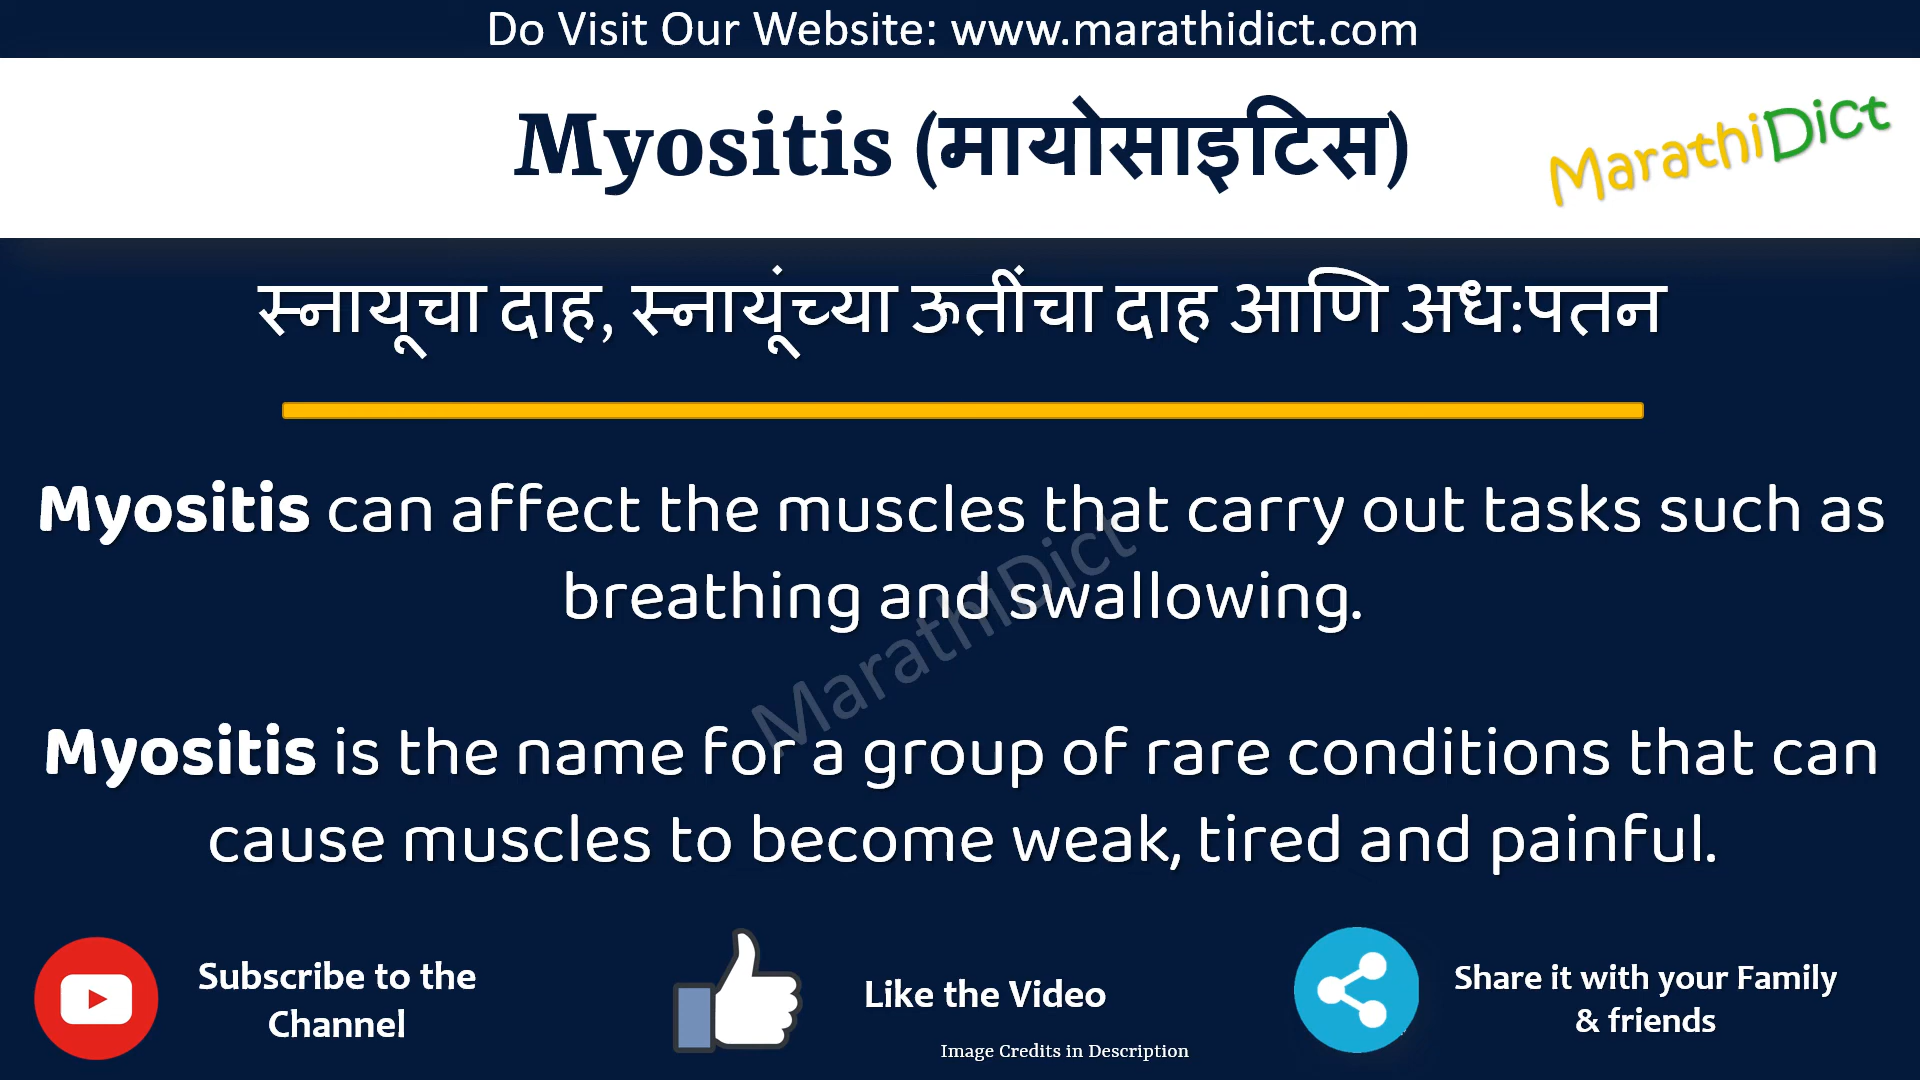 Do Visit Our Website: www.marathidict.com
Myositis (मायोसाइटिस)
MarathiDict
स्नायूचा दाह, स्नायूंच्या ऊतींचा दाह आणि अध:पतन
Myositis can affect the muscles that carry out tasks such as
breathing and swallowing.
MarathiDict
Myositis is the name for a group of rare conditions that can
cause muscles to become weak, tired and painful.
Subscribe to the
Channel
Like the Video
Share it with your Family
& friends
Image Credits in Description